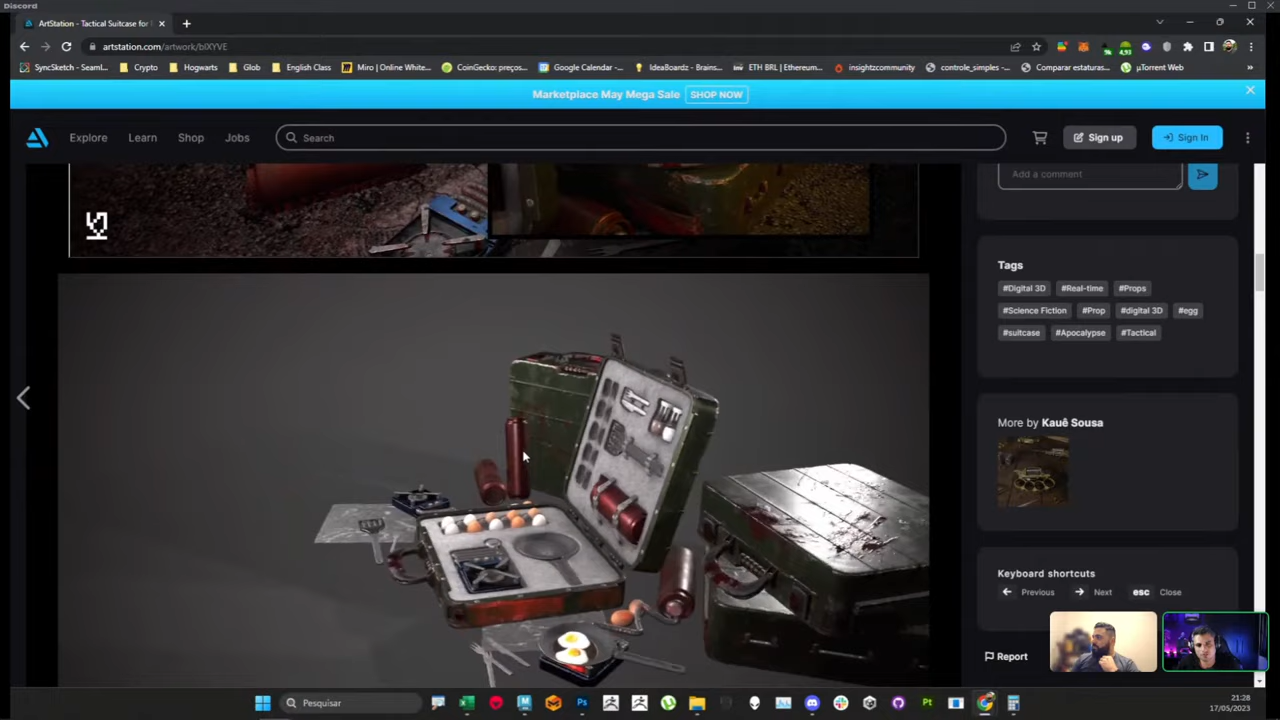 Discord
ArtStation - Tactical Suitcase for
artstation.com/artwork/blXYVE
SyncSketch - Seaml...
Crypto
Hogwarts
Glob
English Class
Miro | Online White...
CoinGecko: preços...
Google Calendar -...
IdeaBoardz - Brains...
ETH BRL | Ethereum...
insightzcommunity
controle_simples -...
Comparar estaturas...
µTorrent Web
Marketplace May Mega Sale SHOP NOW
Explore Learn Shop Jobs Search Sign up Sign In
Add a comment
Tags
#Digital 3D #Real-time #Props
#Science Fiction #Prop #digital 3D #egg
#suitcase #Apocalypse #Tactical
More by Kauê Sousa
Keyboard shortcuts
Previous Next esc Close
Report
Pesquisar
21:28
17/05/2023